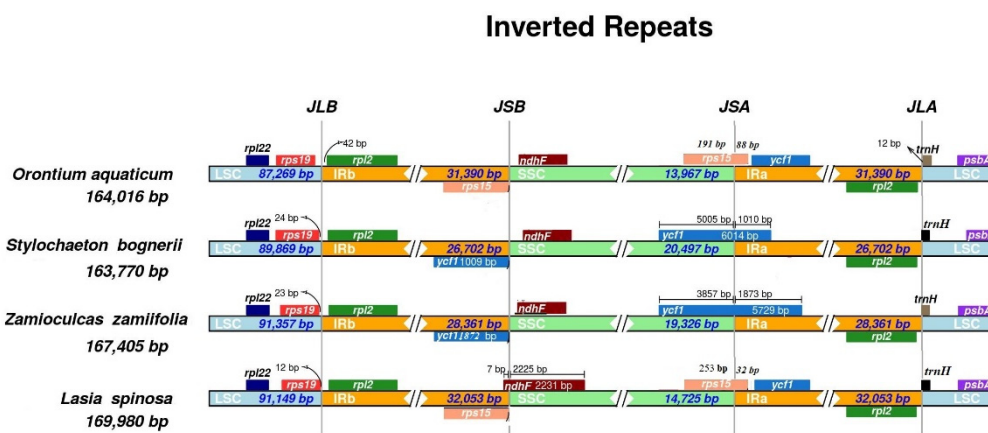 Inverted Repeats
JLB JSB JSA JLA
rpl22 rps19 42 bp rpl2 ndhF 191 bp 88 bp rps15 ycf1 12 bp trnH psbA
Orontium aquaticum LSC 87,269 bp IRb 31,390 bp SSC 13,967 bp IRa 31,390 bp LSC
164,016 bp rps15 rpl2
rpl22 24 bp rps19 rpl2 ndhF 5005 bp 1010 bp ycf1 6014 bp trnH psb
Stylochaeton bognerii LSC 89,869 bp IRb 26,702 bp SSC 20,497 bp IRa 26,702 bp LSC
163,770 bp ycf1 1009 bp rpl2
rpl22 23 bp rps19 rpl2 ndhF 3857 bp 1873 bp ycf1 5729 bp trnH psbA
Zamioculcas zamiifolia LSC 91,357 bp IRb 28,361 bp SSC 19,326 bp IRa 28,361 bp LSC
167,405 bp ycf1 1872 bp rpl2
rpl22 12 bp rps19 rpl2 7 bp 2225 bp ndhF 2231 bp 253 bp 32 bp rps15 ycf1 trnH psbA
Lasia spinosa LSC 91,149 bp IRb 32,053 bp SSC 14,725 bp IRa 32,053 bp LSC
169,980 bp rps15 rpl2